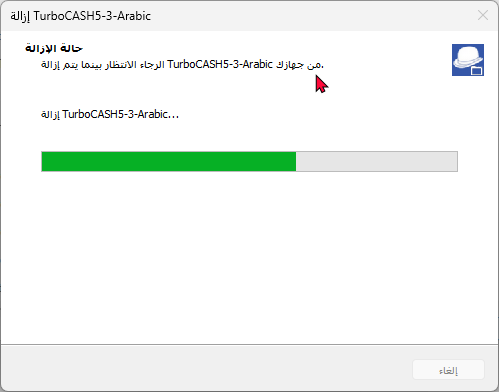 إزالة TurboCASH5-3-Arabic
حالة الإزالة
الرجاء الانتظار بينما يتم إزالة TurboCASH5-3-Arabic من جهازك.
إزالة TurboCASH5-3-Arabic...
إلغاء